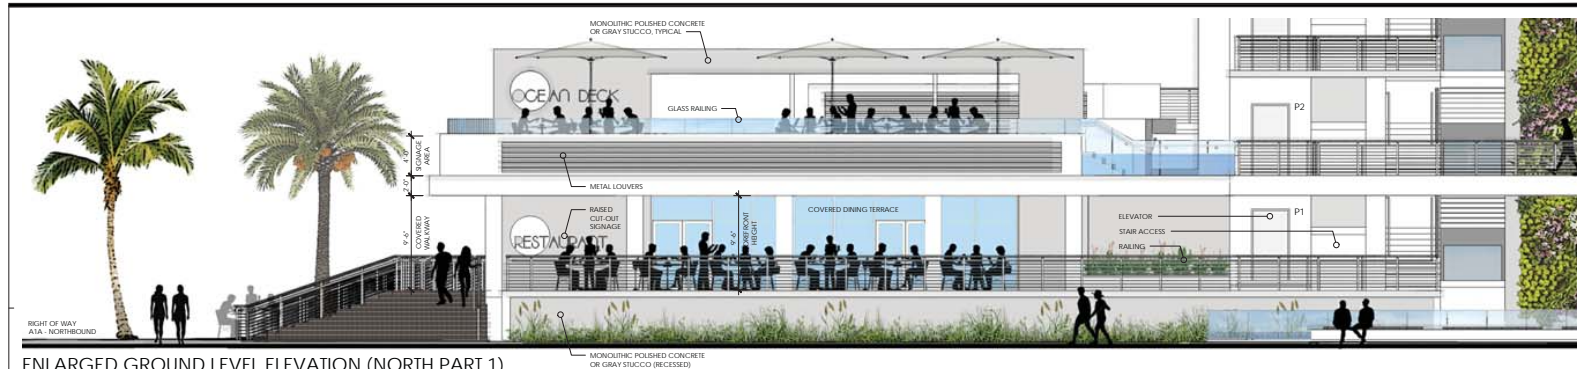 MONOLITHIC POLISHED CONCRETE
OR GRAY STUCCO, TYPICAL
OCEAN DECK
GLASS RAILING
P2
4'-0"
SIGNAGE
AREA
2'-0"
METAL LOUVERS
9'-6"
COVERED
WALKWAY
RAISED
CUT-OUT
SIGNAGE
RESTAURANT
9'-6"
STOREFRONT
HEIGHT
COVERED DINING TERRACE
ELEVATOR
P1
STAIR ACCESS
RAILING
RIGHT OF WAY
A1A - NORTHBOUND
ENLARGED GROUND LEVEL ELEVATION (NORTH PART 1)
MONOLITHIC POLISHED CONCRETE
OR GRAY STUCCO (RECESSED)